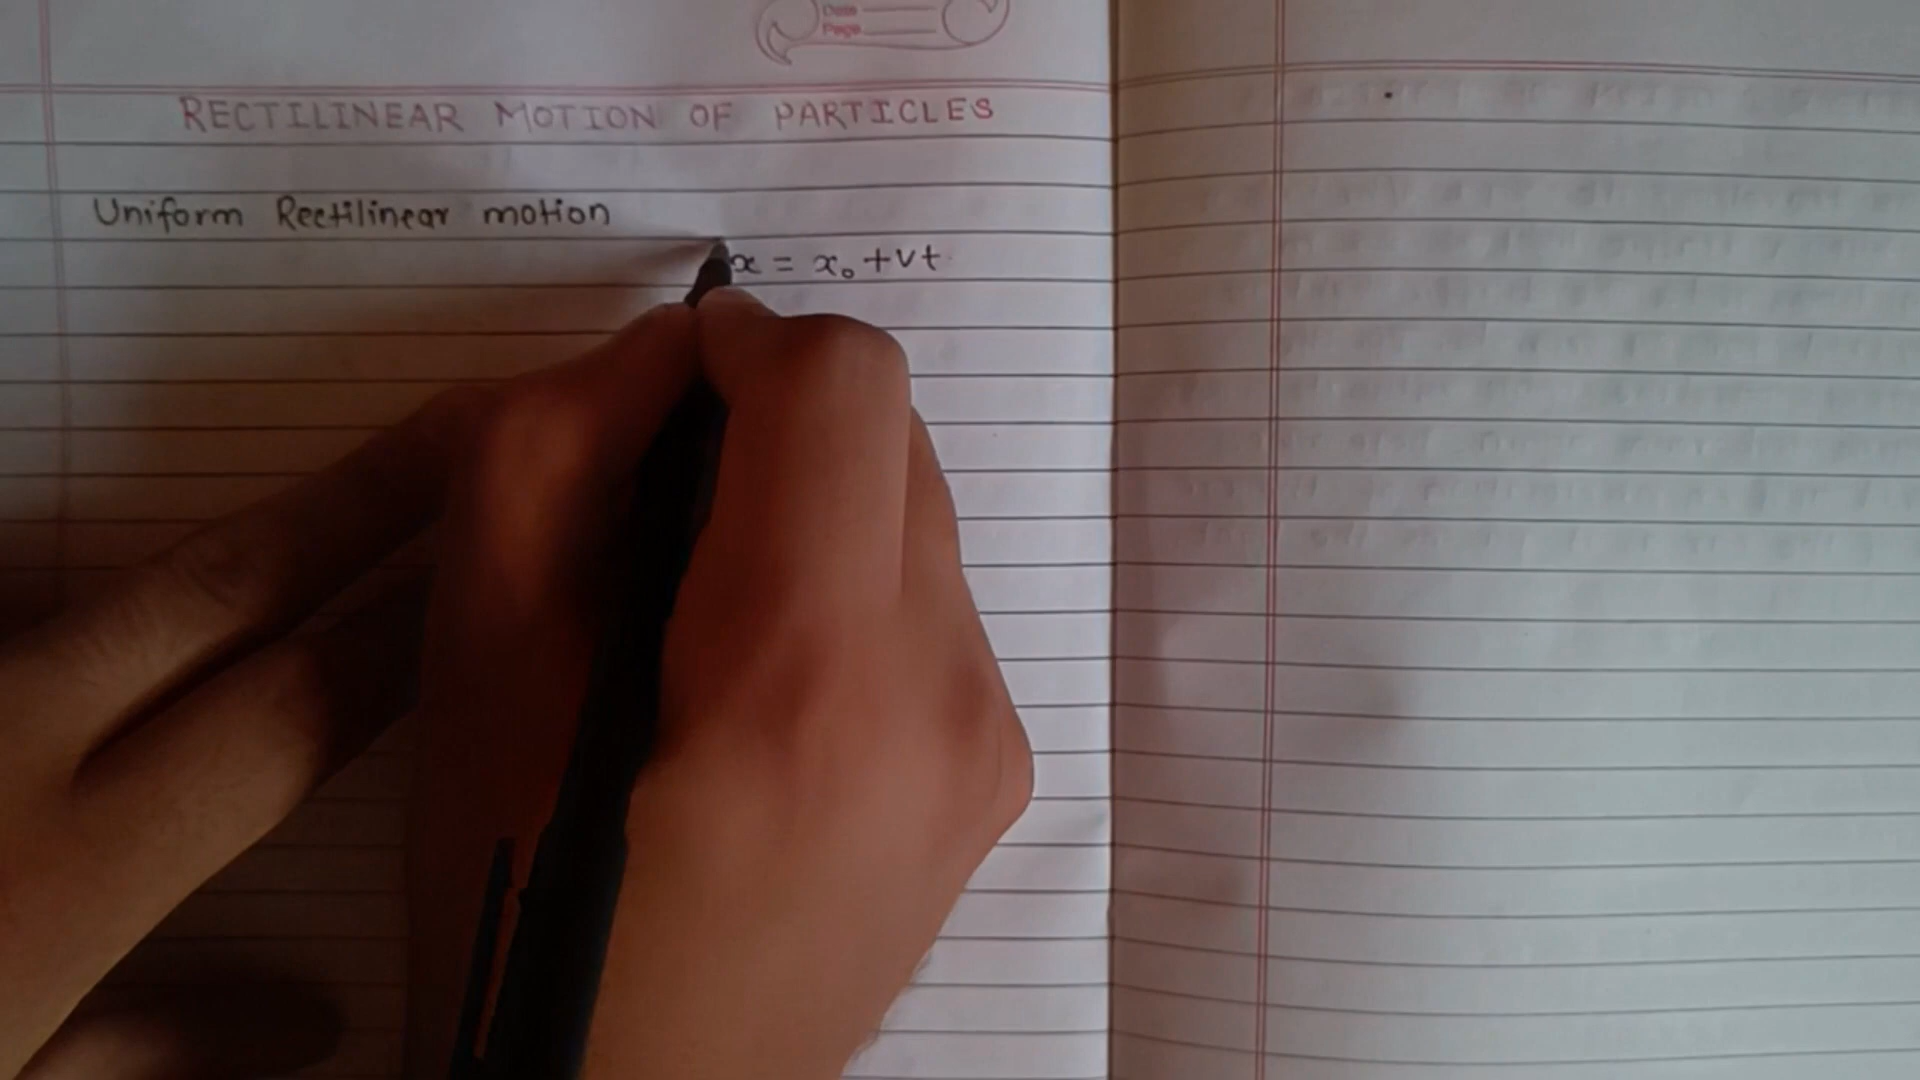 Date
Page
RECTILINEAR MOTION OF PARTICLES
Uniform Rectilinear motion
x = x₀ + vt